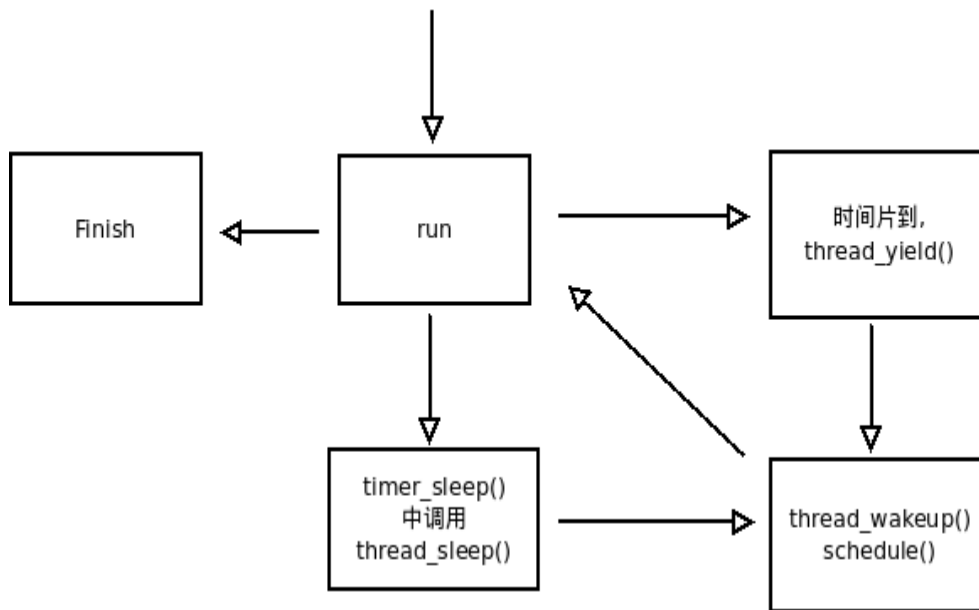 Finish
run
时间片到,
thread_yield()
timer_sleep()
中调用
thread_sleep()
thread_wakeup()
schedule()